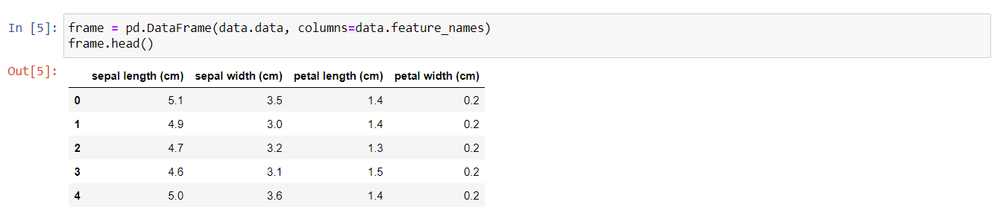 In [5]: frame = pd.DataFrame(data.data, columns=data.feature_names)
frame.head()
Out[5]:
sepal length (cm) sepal width (cm) petal length (cm) petal width (cm)
0 5.1 3.5 1.4 0.2
1 4.9 3.0 1.4 0.2
2 4.7 3.2 1.3 0.2
3 4.6 3.1 1.5 0.2
4 5.0 3.6 1.4 0.2